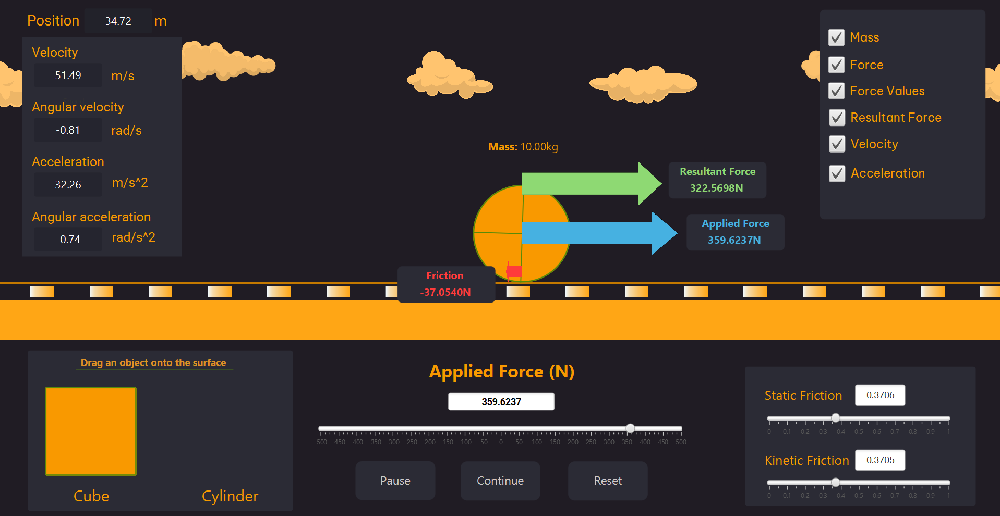 Position 34.72 m
Velocity
51.49 m/s
Angular velocity
-0.81 rad/s
Acceleration
32.26 m/s^2
Angular acceleration
-0.74 rad/s^2
Mass
Force
Force Values
Resultant Force
Velocity
Acceleration
Mass: 10.00kg
Resultant Force
322.5698N
Applied Force
359.6237N
Friction
-37.0540N
Drag an object onto the surface
Cube Cylinder
Applied Force (N)
359.6237
-500 -450 -400 -350 -300 -250 -200 -150 -100 -50 0 50 100 150 200 250 300 350 400 450 500
Pause Continue Reset
Static Friction 0.3706
0 0.1 0.2 0.3 0.4 0.5 0.6 0.7 0.8 0.9 1
Kinetic Friction 0.3705
0 0.1 0.2 0.3 0.4 0.5 0.6 0.7 0.8 0.9 1